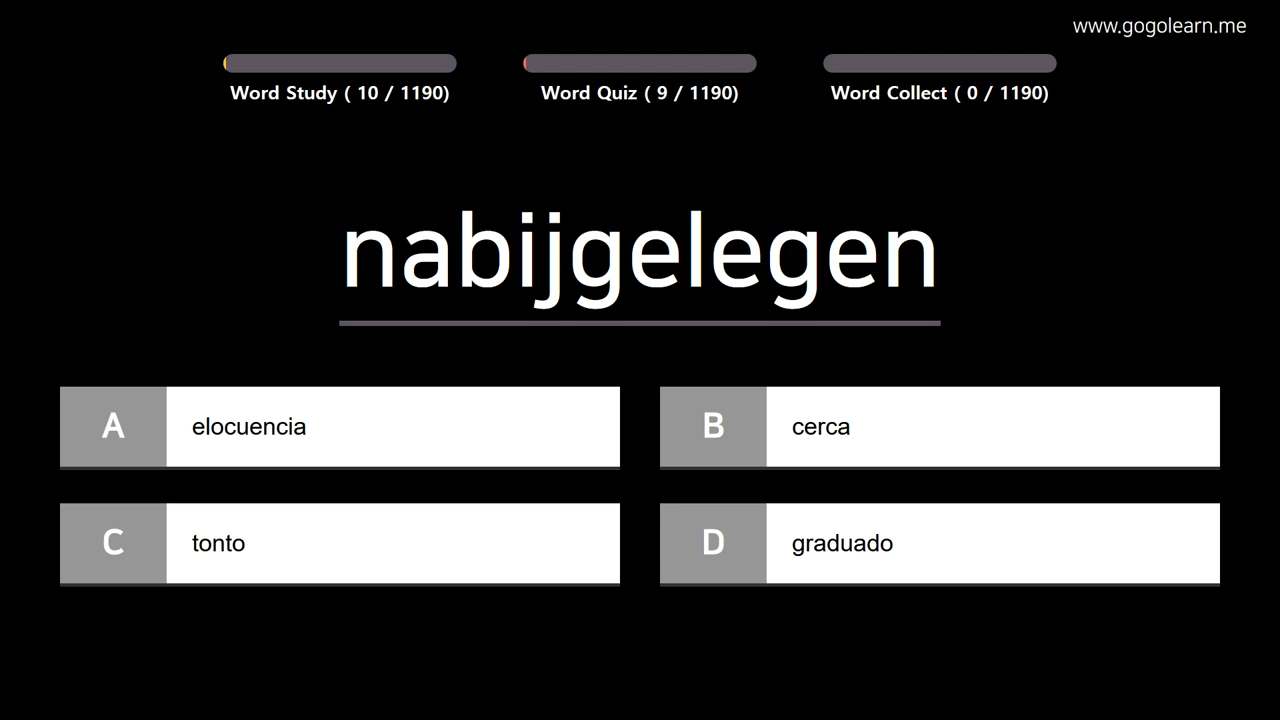 www.gogolearn.me
Word Study ( 10 / 1190)
Word Quiz ( 9 / 1190)
Word Collect ( 0 / 1190)
nabijgelegen
A elocuencia
B cerca
C tonto
D graduado